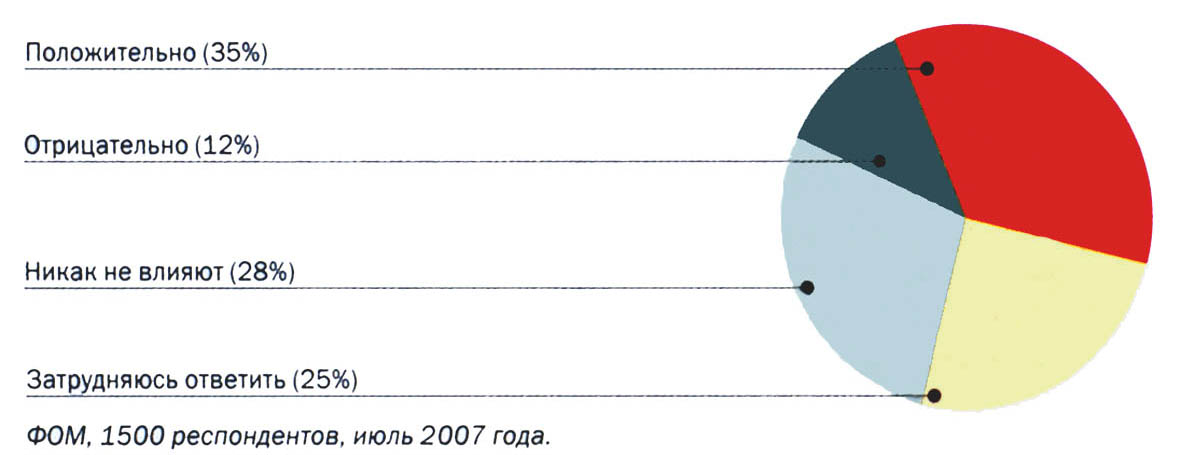 Положительно (35%)
Отрицательно (12%)
Никак не влияют (28%)
Затрудняюсь ответить (25%)
ФОМ, 1500 респондентов, июль 2007 года.